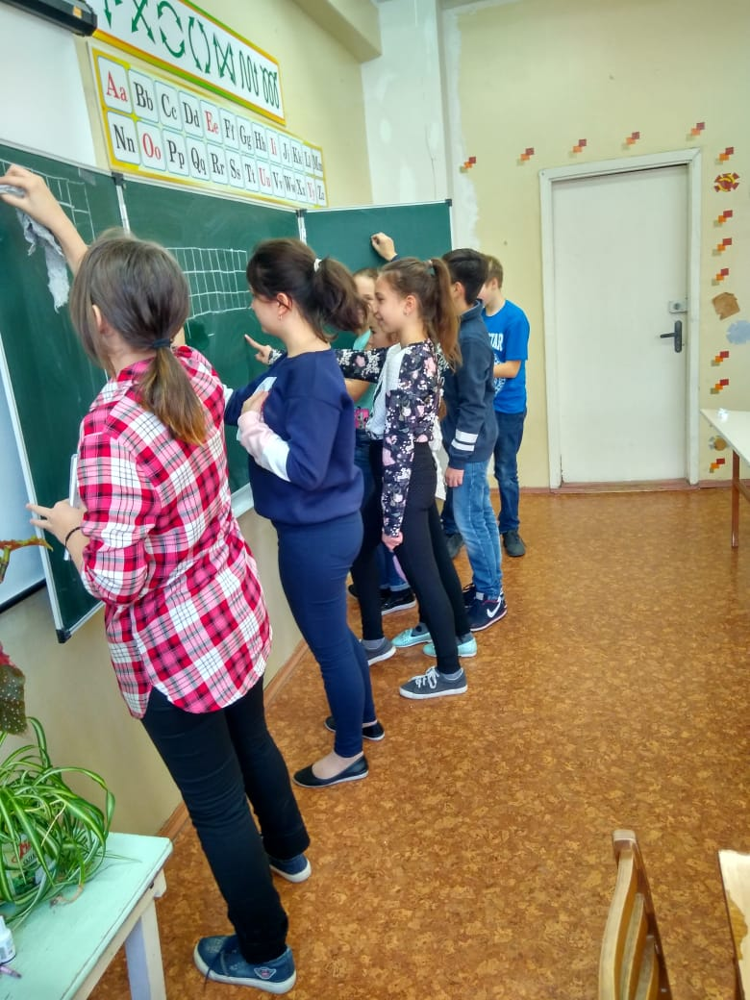 Aa Bb Cc Dd Ee Ff Gg Hh Ii Jj Kk Ll Mm
Nn Oo Pp Qq Rr Ss Tt Uu Vv Ww Xx Yy Zz